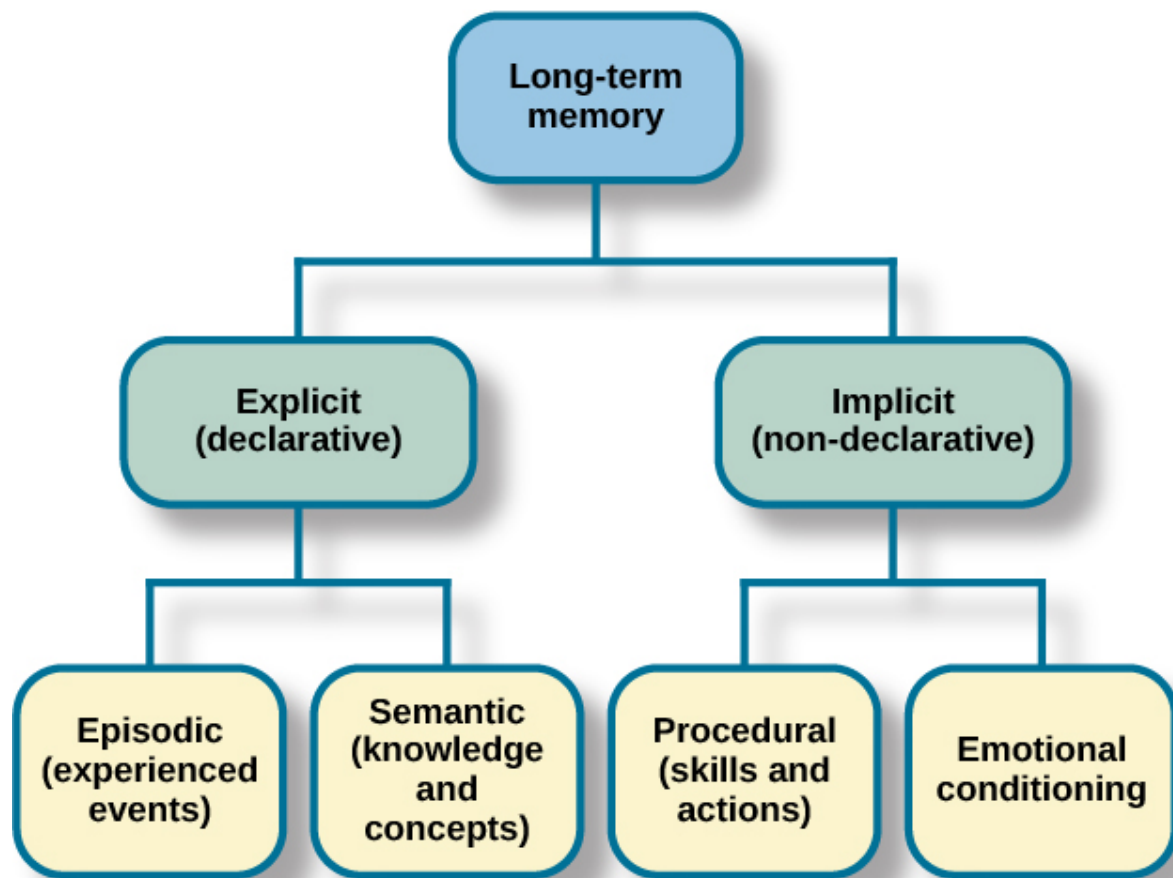 Long-term
memory
Explicit
(declarative)
Implicit
(non-declarative)
Episodic
(experienced
events)
Semantic
(knowledge
and
concepts)
Procedural
(skills and
actions)
Emotional
conditioning